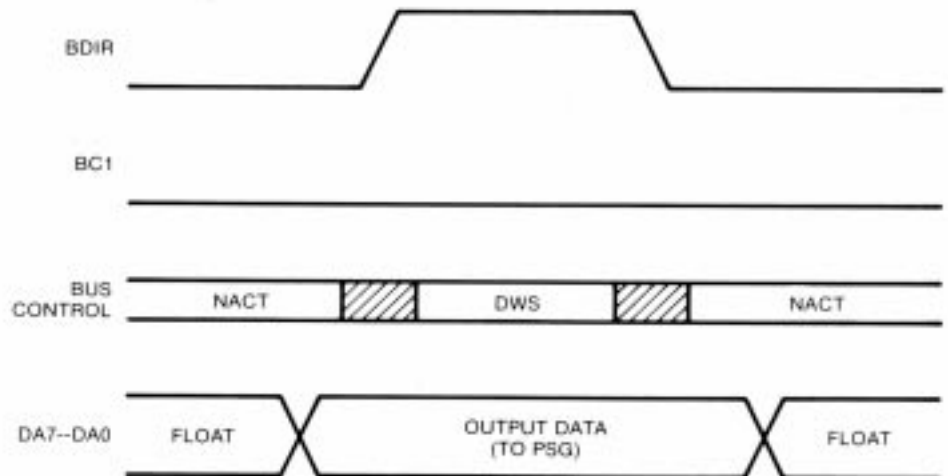 BDIR
BC1
BUS
CONTROL
NACT
DWS
NACT
DA7--DA0
FLOAT
OUTPUT DATA
(TO PSG)
FLOAT